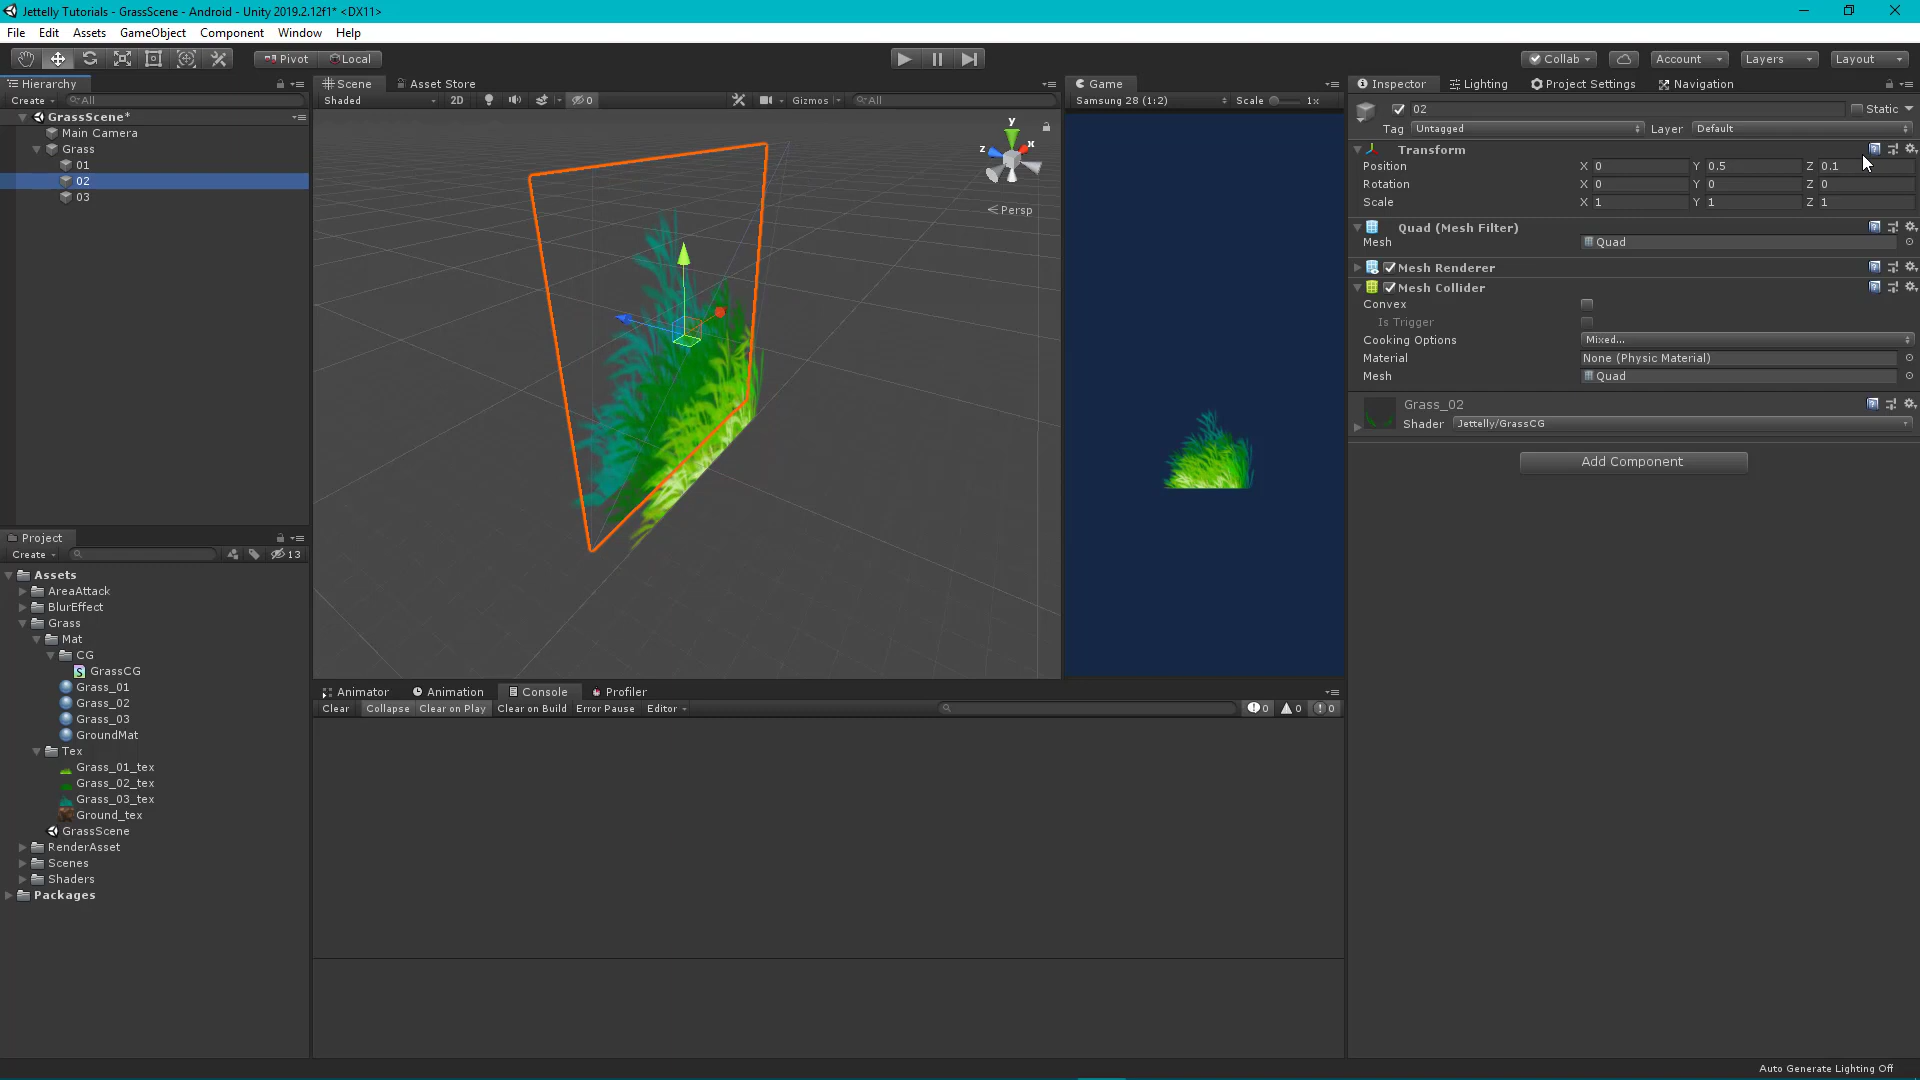 Jettelly Tutorials - GrassScene - Android - Unity 2019.2.12f1* <DX11>
File Edit Assets GameObject Component Window Help
Pivot Local Collab Account Layers Layout
Hierarchy
Create All
GrassScene*
Main Camera
Grass
01
02
03
Scene Asset Store
Shaded 2D 0 Gizmos All
y
x
z
Persp
Game
Samsung 28 (1:2) Scale 1x
Inspector Lighting Project Settings Navigation
02 Static
Tag Untagged Layer Default
Transform
Position X 0 Y 0.5 Z 0.1
Rotation X 0 Y 0 Z 0
Scale X 1 Y 1 Z 1
Quad (Mesh Filter)
Mesh Quad
Mesh Renderer
Mesh Collider
Convex
Is Trigger
Cooking Options Mixed...
Material None (Physic Material)
Mesh Quad
Grass_02
Shader Jettelly/GrassCG
Add Component
Project
Create 13
Assets
AreaAttack
BlurEffect
Grass
Mat
CG
GrassCG
Grass_01
Grass_02
Grass_03
GroundMat
Tex
Grass_01_tex
Grass_02_tex
Grass_03_tex
Ground_tex
GrassScene
RenderAsset
Scenes
Shaders
Packages
Animator Animation Console Profiler
Clear Collapse Clear on Play Clear on Build Error Pause Editor 0 0 0
Auto Generate Lighting Off